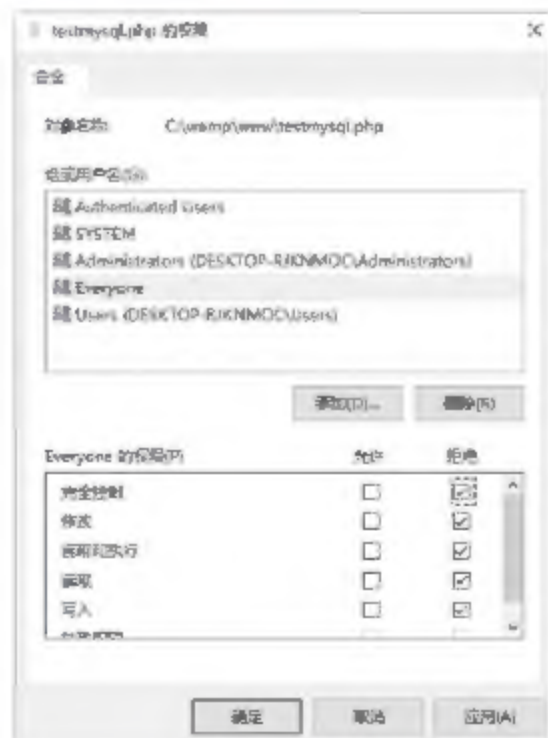 testmysql.php 的权限
安全
对象名称: C:\wamp\www\testmysql.php
组或用户名(G):
Authenticated Users
SYSTEM
Administrators (DESKTOP-RJKNMOC\Administrators)
Everyone
Users (DESKTOP-RJKNMOC\Users)
添加(D)... 删除(R)
Everyone 的权限(P) 允许 拒绝
完全控制
修改
读取和执行
读取
写入
确定 取消 应用(A)